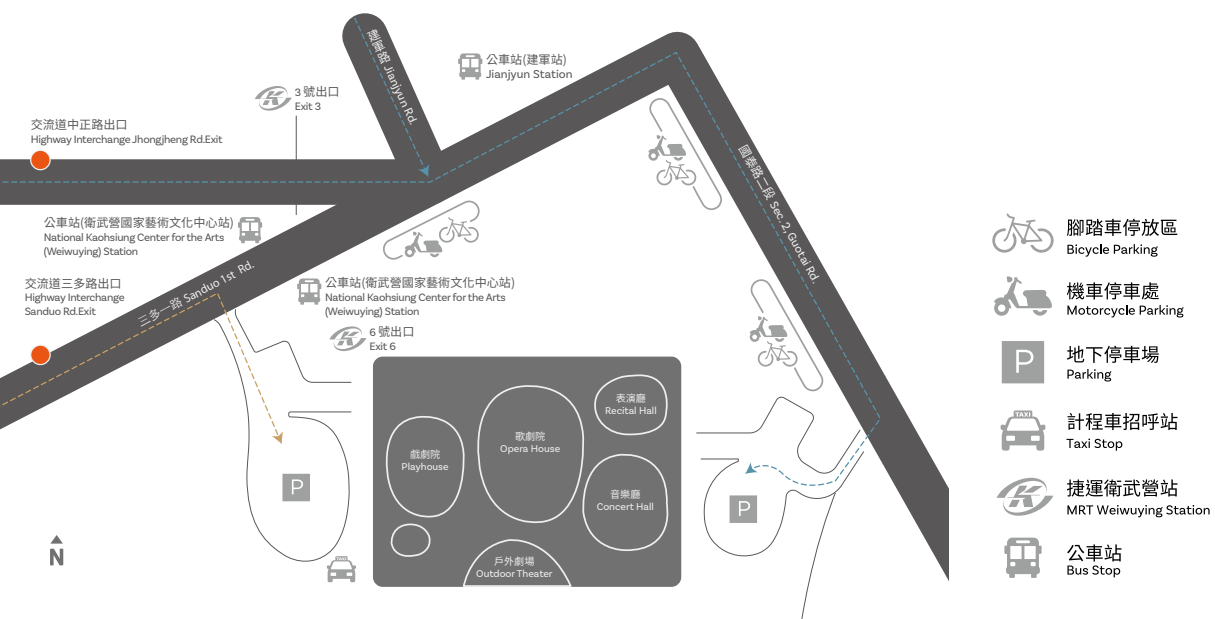 建軍路 Jianjyun Rd.
公車站(建軍站)
Jianjyun Station
3 號出口
Exit 3
交流道中正路出口
Highway Interchange Jhongjheng Rd.Exit
國泰路二段 Sec. 2, Guotai Rd.
公車站(衛武營國家藝術文化中心站)
National Kaohsiung Center for the Arts
(Weiwuying) Station
交流道三多路出口
Highway Interchange
Sanduo Rd.Exit
三多一路 Sanduo 1st Rd.
公車站(衛武營國家藝術文化中心站)
National Kaohsiung Center for the Arts
(Weiwuying) Station
6 號出口
Exit 6
表演廳
Recital Hall
歌劇院
Opera House
戲劇院
Playhouse
音樂廳
Concert Hall
戶外劇場
Outdoor Theater
P
P
TAXI
N
腳踏車停放區
Bicycle Parking
機車停車處
Motorcycle Parking
P
地下停車場
Parking
TAXI
計程車招呼站
Taxi Stop
捷運衛武營站
MRT Weiwuying Station
公車站
Bus Stop